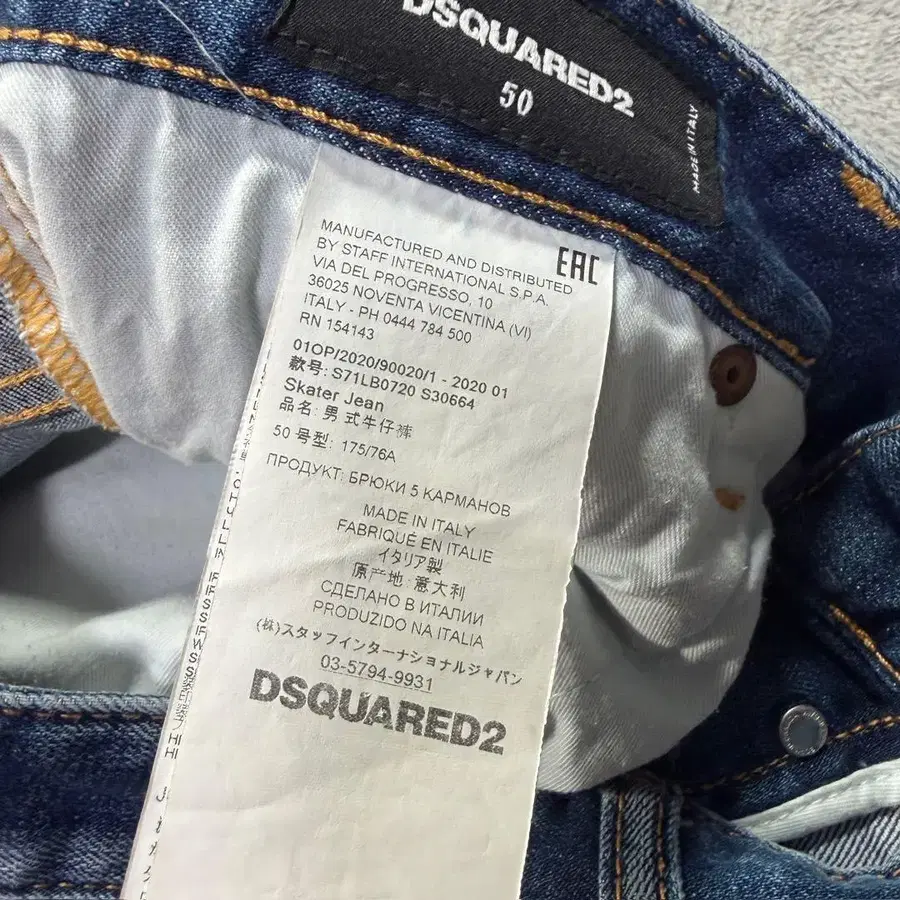 DSQUARED2
50
MADE IN ITALY
EAC
MANUFACTURED AND DISTRIBUTED
BY STAFF INTERNATIONAL S.P.A.
VIA DEL PROGRESSO, 10
36025 NOVENTA VICENTINA (VI)
ITALY - PH 0444 784 500
RN 154143
01OP/2020/90020/1 - 2020 01
款号: S71LB0720 S30664
Skater Jean
品名: 男式牛仔裤
50 号型: 175/76A
ПРОДУКТ: БРЮКИ 5 КАРМАНОВ
MADE IN ITALY
FABRIQUÉ EN ITALIE
イタリア製
原产地: 意大利
СДЕЛАНО В ИТАЛИИ
PRODUZIDO NA ITALIA
(株)スタッフインターナショナルジャパン
03-5794-9931
DSQUARED2